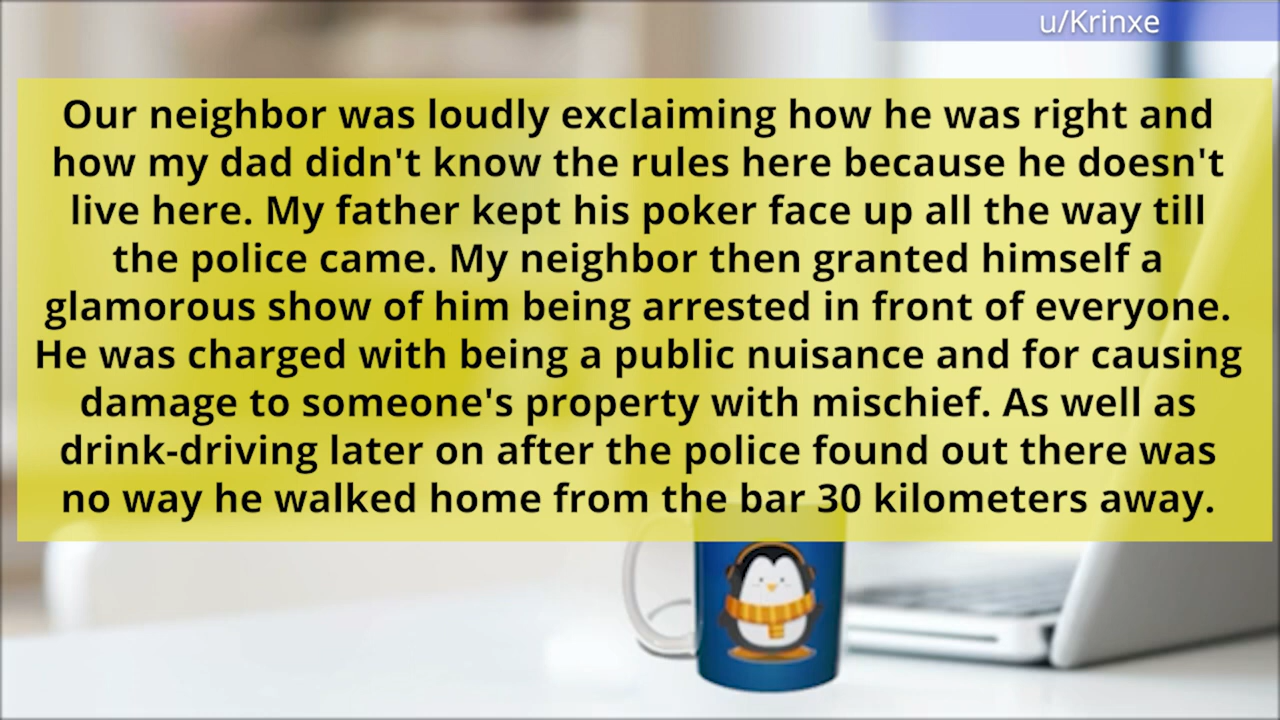 u/Krinxe
Our neighbor was loudly exclaiming how he was right and
how my dad didn't know the rules here because he doesn't
live here. My father kept his poker face up all the way till
the police came. My neighbor then granted himself a
glamorous show of him being arrested in front of everyone.
He was charged with being a public nuisance and for causing
damage to someone's property with mischief. As well as
drink-driving later on after the police found out there was
no way he walked home from the bar 30 kilometers away.